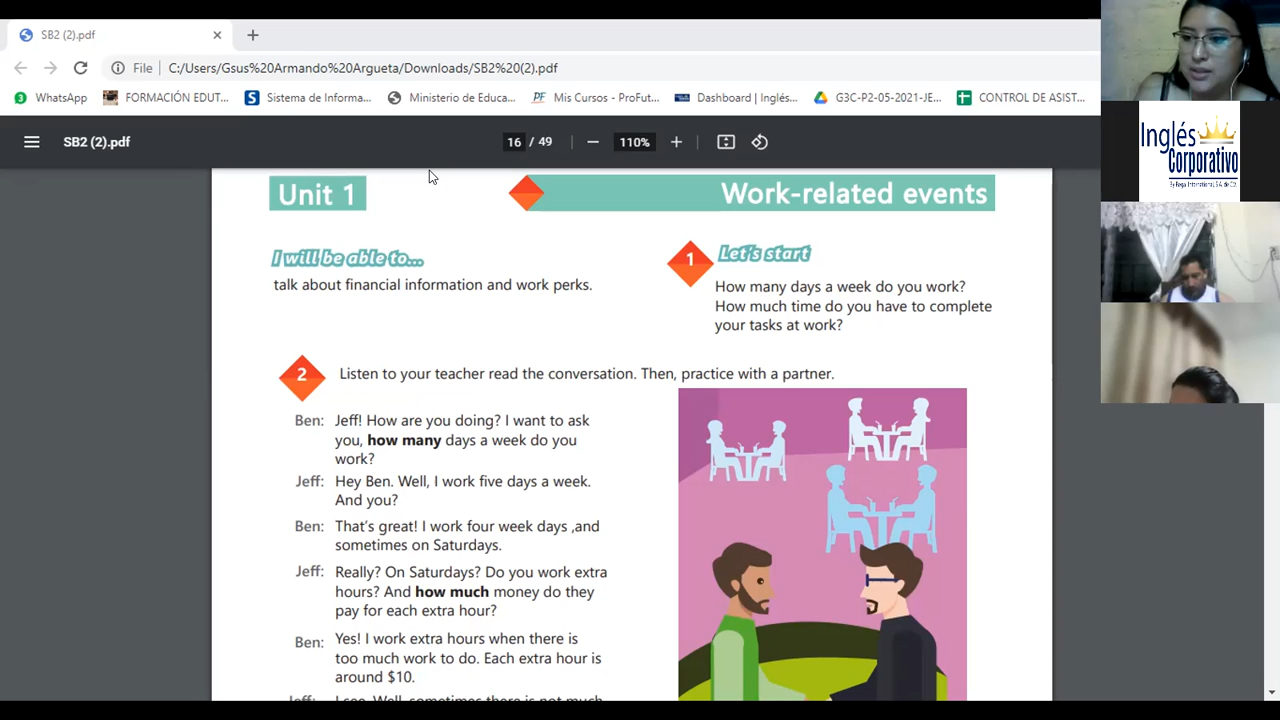 SB2 (2).pdf
File C:/Users/Gsus%20Armando%20Argueta/Downloads/SB2%20(2).pdf
WhatsApp FORMACIÓN EDUT... Sistema de Informa... Ministerio de Educa... Mis Cursos - ProFut... Dashboard | Inglés... G3C-P2-05-2021-JE... CONTROL DE ASIST...
SB2 (2).pdf 16 / 49 110%
Inglés
Corporativo
Unit 1 Work-related events
I will be able to...
talk about financial information and work perks.
1 Let's start
How many days a week do you work?
How much time do you have to complete
your tasks at work?
2 Listen to your teacher read the conversation. Then, practice with a partner.
Ben: Jeff! How are you doing? I want to ask
you, how many days a week do you
work?
Jeff: Hey Ben. Well, I work five days a week.
And you?
Ben: That's great! I work four week days ,and
sometimes on Saturdays.
Jeff: Really? On Saturdays? Do you work extra
hours? And how much money do they
pay for each extra hour?
Ben: Yes! I work extra hours when there is
too much work to do. Each extra hour is
around $10.
Jeff: I see. Well, sometimes there is not much